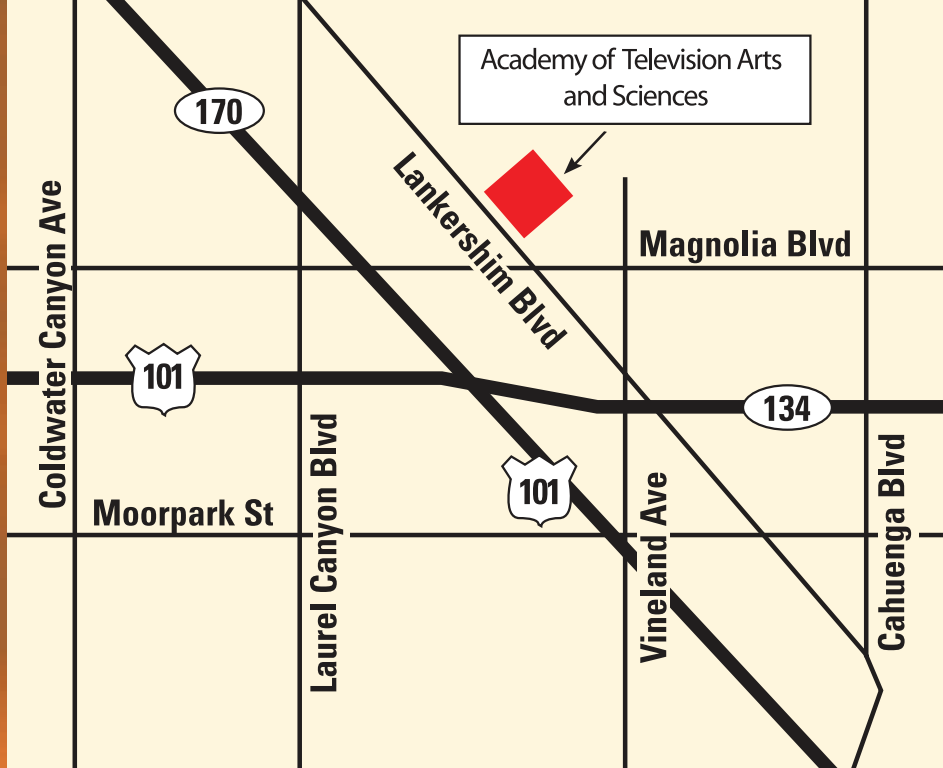 Academy of Television Arts
and Sciences
170
Lankershim Blvd
Magnolia Blvd
Coldwater Canyon Ave
101
134
Laurel Canyon Blvd
101
Moorpark St
Vineland Ave
Cahuenga Blvd